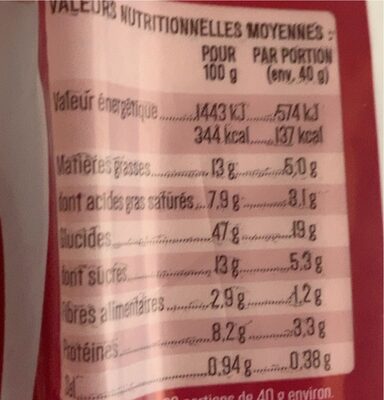 VALEURS NUTRITIONNELLES MOYENNES :
POUR PAR PORTION
100 g (env. 40 g)
Valeur énergétique 1443 kJ 574 kJ
344 kcal 137 kcal
Matières grasses 13 g 5,0 g
dont acides gras saturés 7,9 g 3,1 g
Glucides 47 g 19 g
dont sucres 13 g 5,3 g
Fibres alimentaires 2,9 g 1,2 g
Protéines 8,2 g 3,3 g
Sel 0,94 g 0,38 g
portions de 40 g environ.